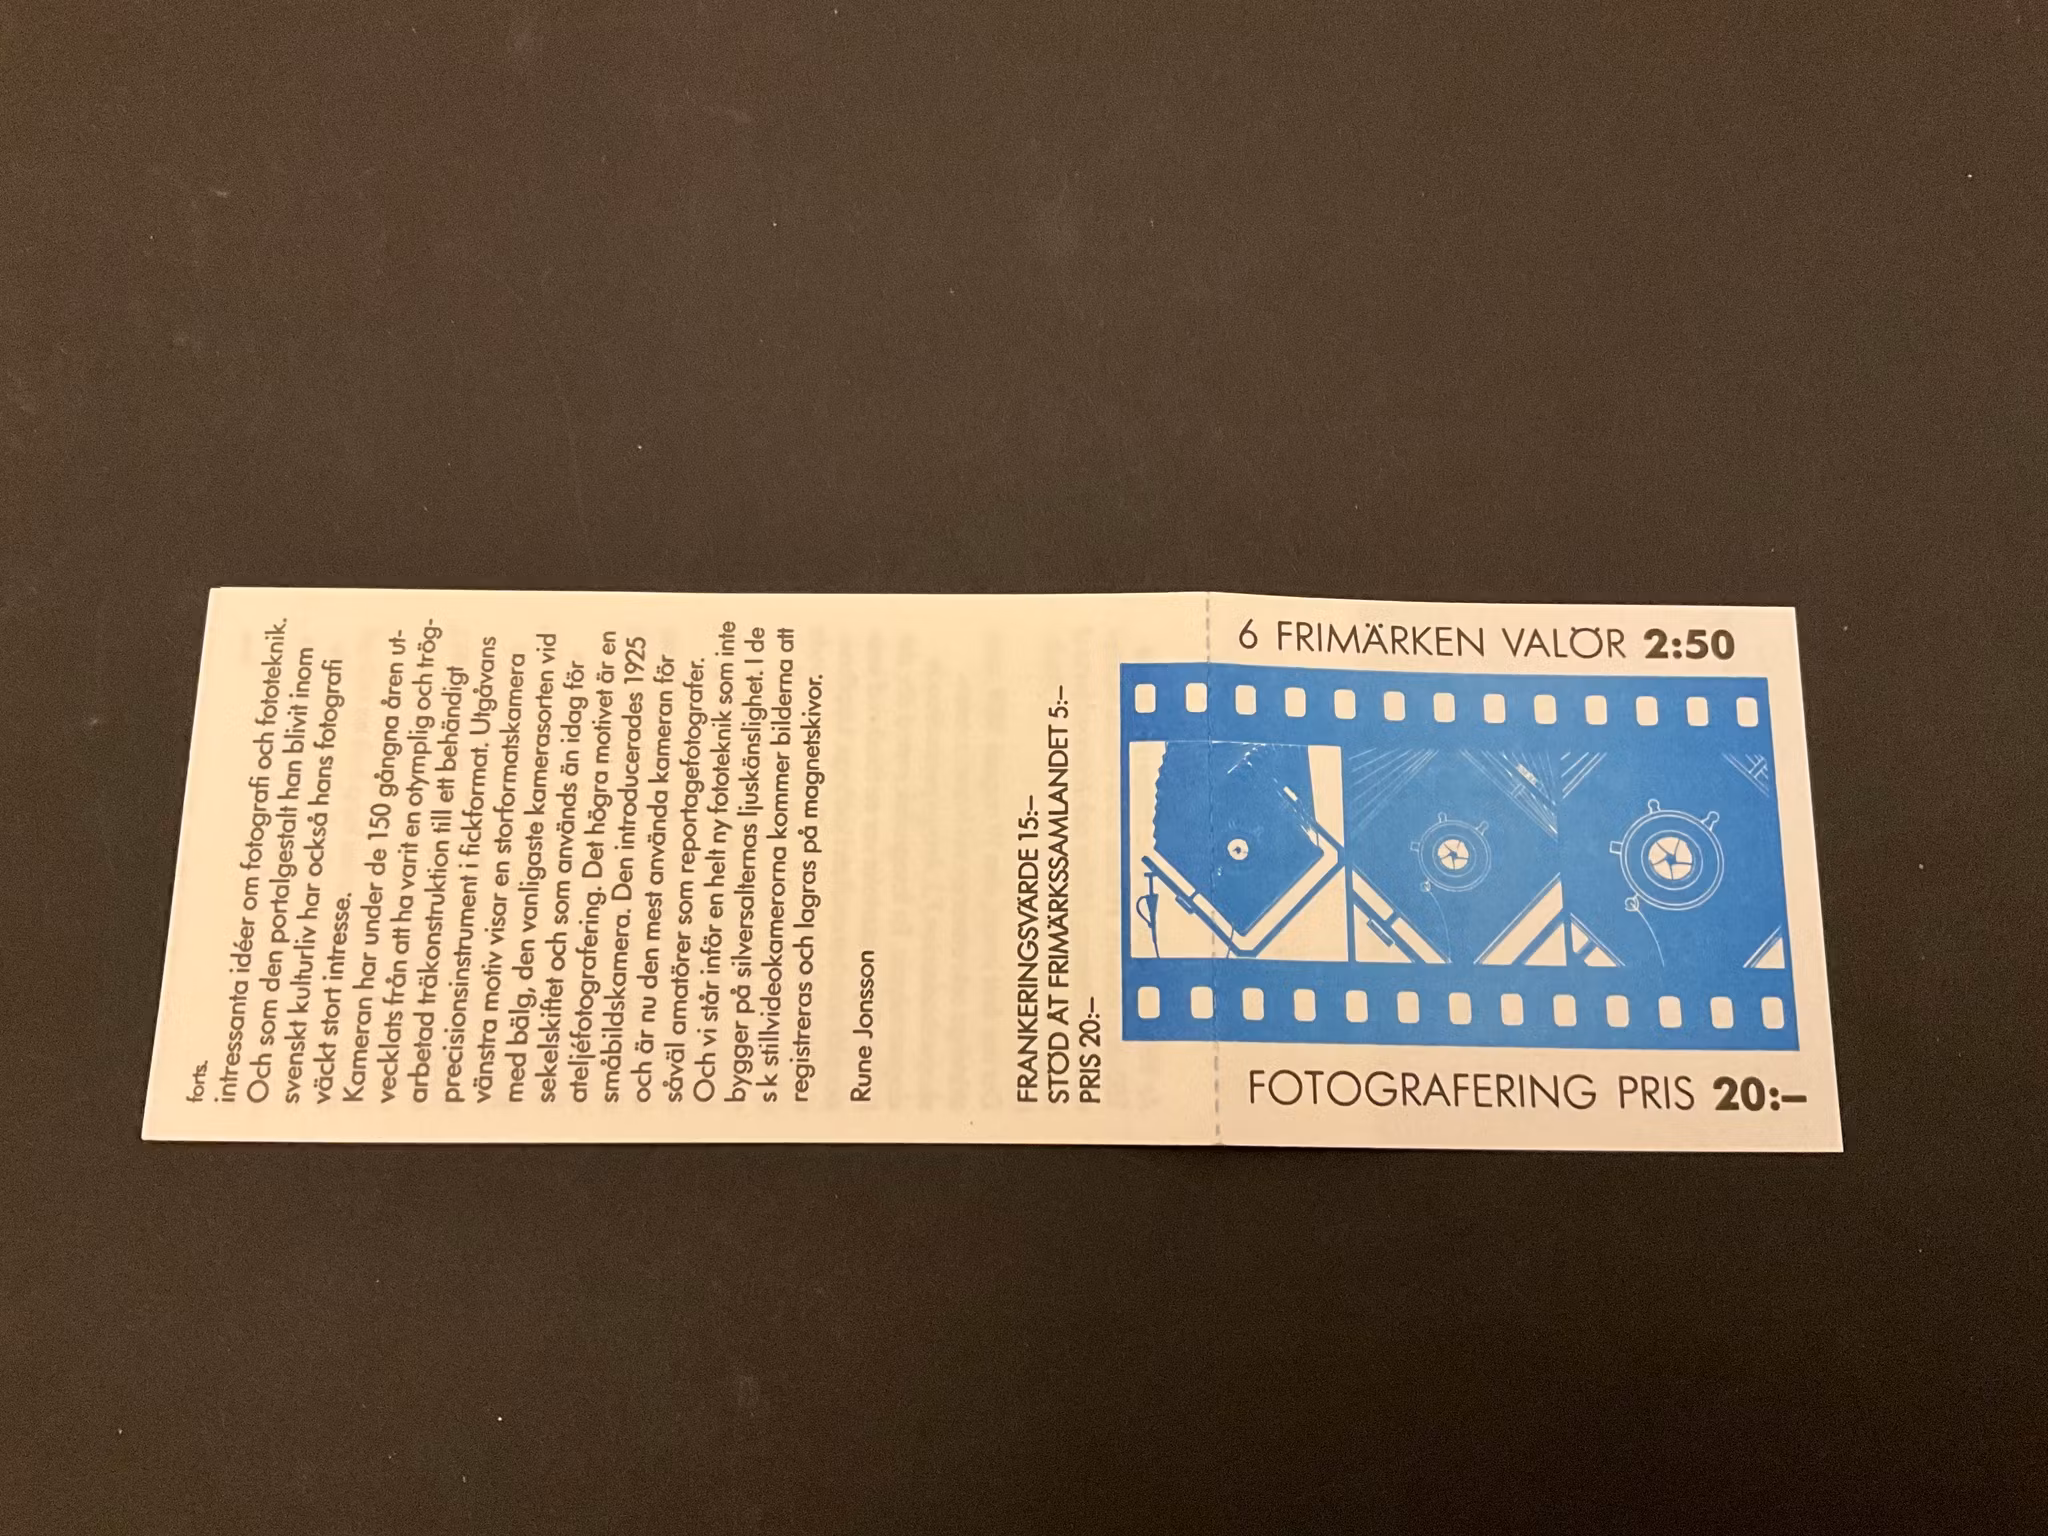 forts.
intressanta idéer om fotografi och fototeknik.
Och som den portalgestalt han blivit inom
svenskt kulturliv har också hans fotografi
väckt stort intresse.
Kameran har under de 150 gångna åren ut-
vecklats från att ha varit en otymplig och trög-
arbetad träkonstruktion till ett behändigt
precisionsinstrument i fickformat. Utgåvans
vänstra motiv visar en storformatskamera
med bälg, den vanligaste kamerasorten vid
sekelskiftet och som används än idag för
ateljéfotografering. Det högra motivet är en
småbildskamera. Den introducerades 1925
och är nu den mest använda kameran för
såväl amatörer som reportagefotografer.
Och vi står inför en helt ny fototeknik som inte
bygger på silversalternas ljuskänslighet. I de
s k stillvideokamerorna kommer bilderna att
registreras och lagras på magnetskivor.
Rune Jonsson
FRANKERINGSVÄRDE 15:–
STÖD ÅT FRIMÄRKSSAMLANDET 5:–
PRIS 20:–
6 FRIMÄRKEN VALÖR 2:50
FOTOGRAFERING PRIS 20:–